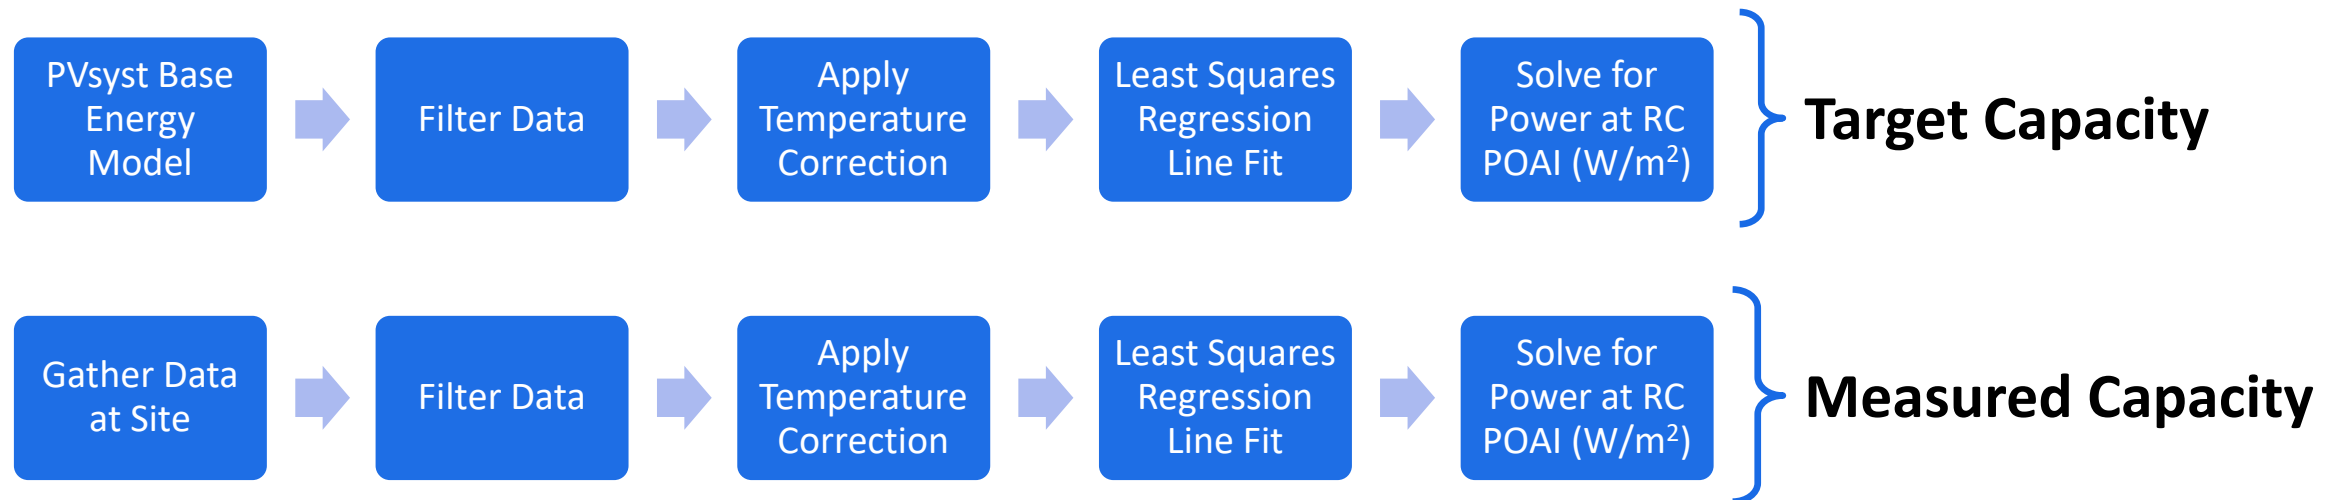 PVsyst Base
Energy
Model
Filter Data
Apply
Temperature
Correction
Least Squares
Regression
Line Fit
Solve for
Power at RC
POAI (W/m²)
Target Capacity
Gather Data
at Site
Filter Data
Apply
Temperature
Correction
Least Squares
Regression
Line Fit
Solve for
Power at RC
POAI (W/m²)
Measured Capacity